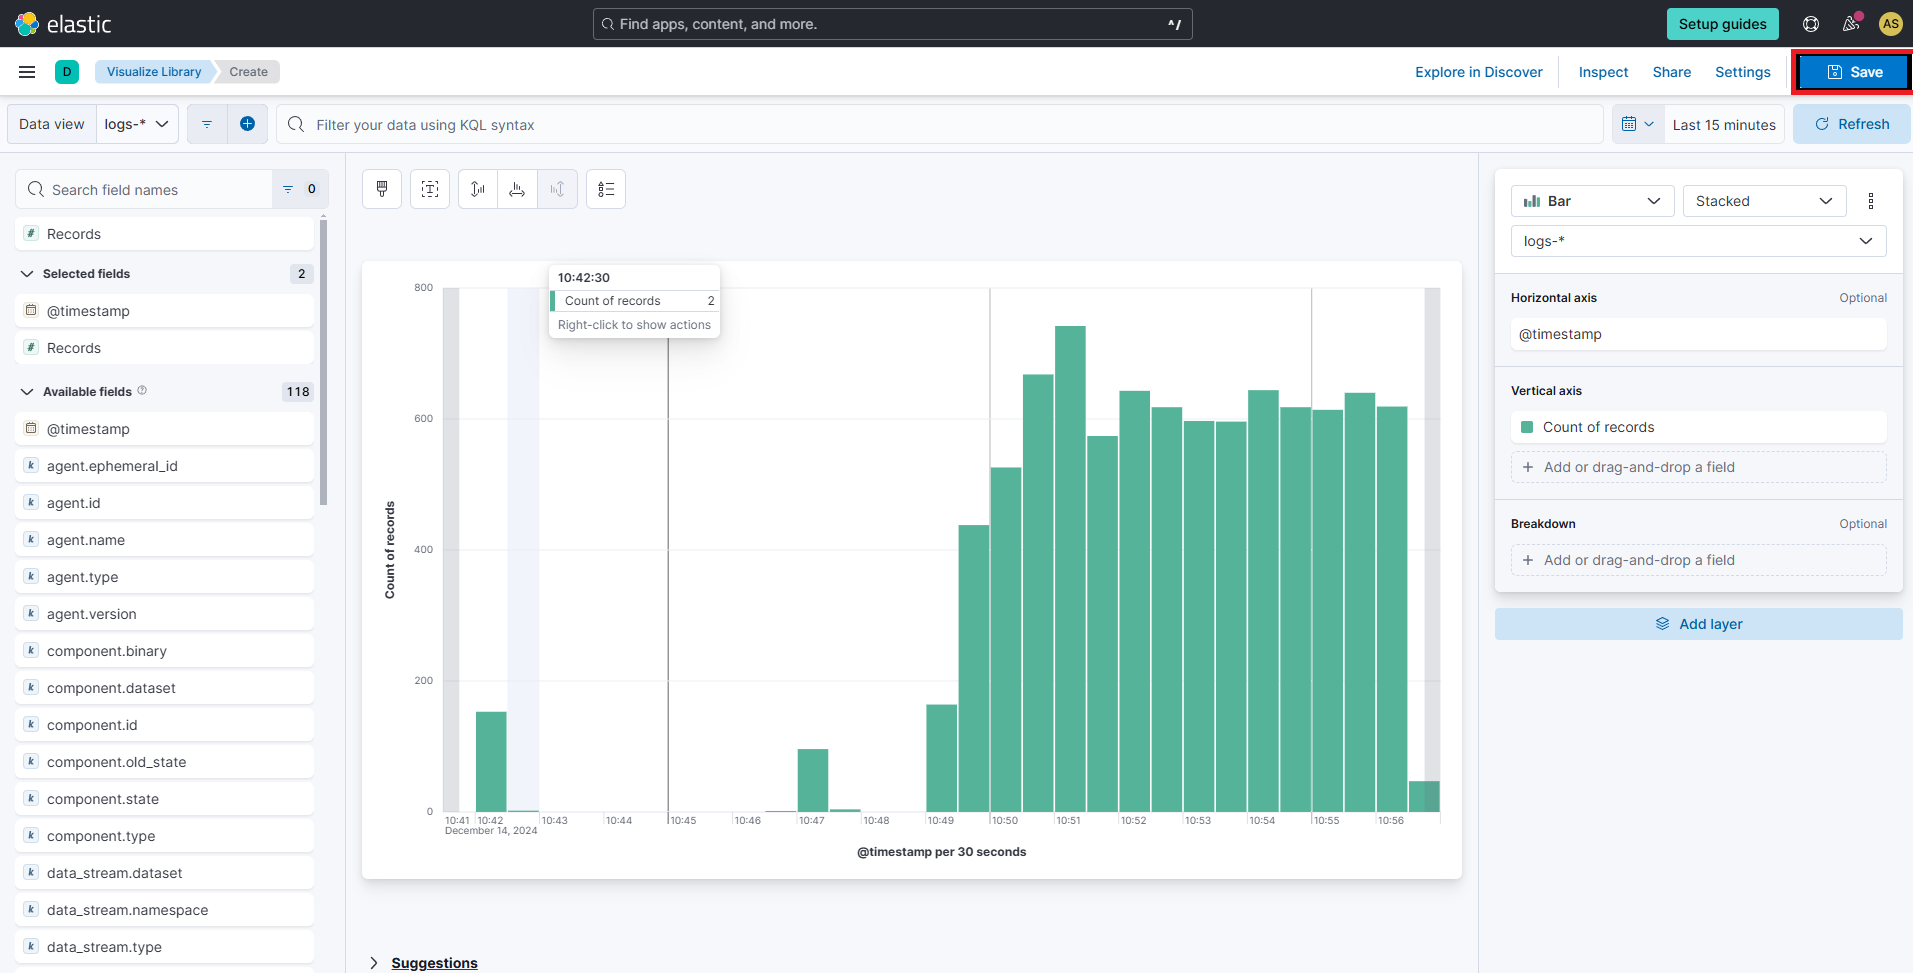 elastic
Find apps, content, and more.
^/
Setup guides
AS
D
Visualize Library
Create
Explore in Discover
Inspect
Share
Settings
Save
Data view
logs-*
Filter your data using KQL syntax
Last 15 minutes
Refresh
Search field names
0
# Records
Selected fields
2
@timestamp
# Records
Available fields
118
@timestamp
k agent.ephemeral_id
k agent.id
k agent.name
k agent.type
k agent.version
k component.binary
k component.dataset
k component.id
k component.old_state
k component.state
k component.type
k data_stream.dataset
k data_stream.namespace
k data_stream.type
10:42:30
Count of records 2
Right-click to show actions
800
600
400
200
0
Count of records
10:41 10:42 10:43 10:44 10:45 10:46 10:47 10:48 10:49 10:50 10:51 10:52 10:53 10:54 10:55 10:56
December 14, 2024
@timestamp per 30 seconds
Suggestions
Bar
Stacked
logs-*
Horizontal axis
Optional
@timestamp
Vertical axis
Count of records
+ Add or drag-and-drop a field
Breakdown
Optional
+ Add or drag-and-drop a field
Add layer